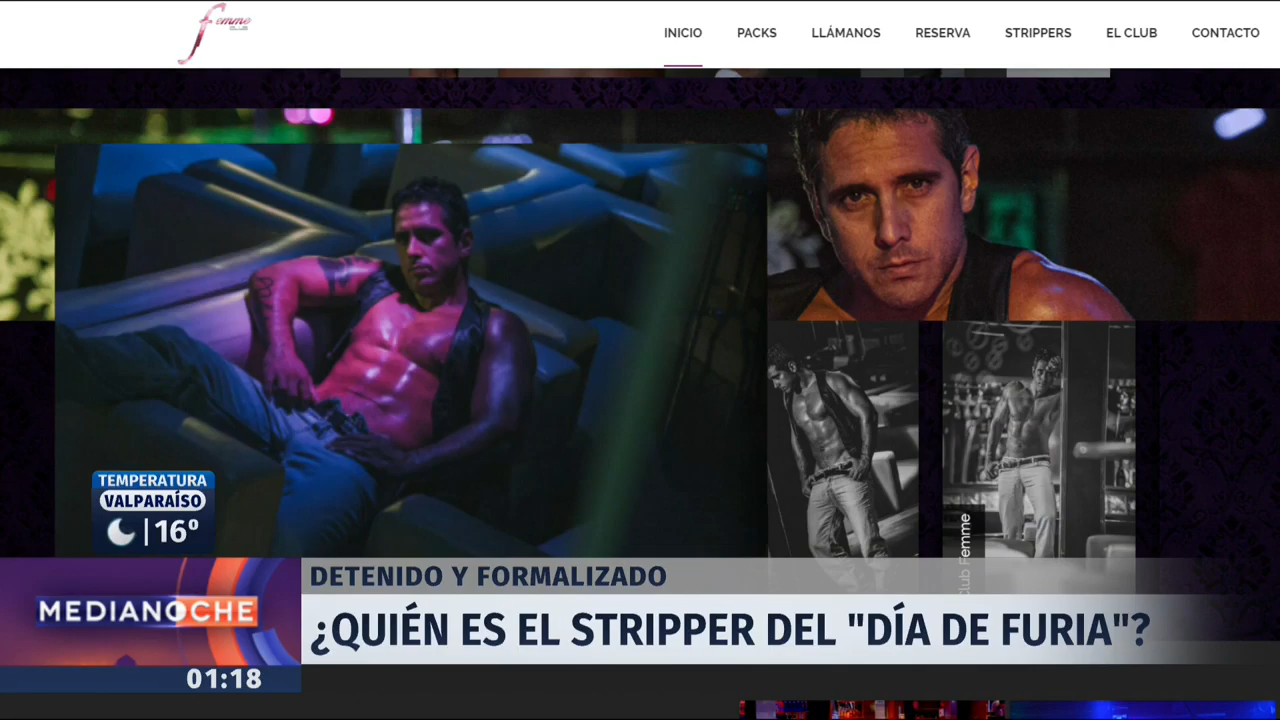 femme
CLUB
INICIO PACKS LLÁMANOS RESERVA STRIPPERS EL CLUB CONTACTO
TEMPERATURA
VALPARAÍSO
16º
Club Femme
DETENIDO Y FORMALIZADO
MEDIANOCHE
¿QUIÉN ES EL STRIPPER DEL "DÍA DE FURIA"?
01:18